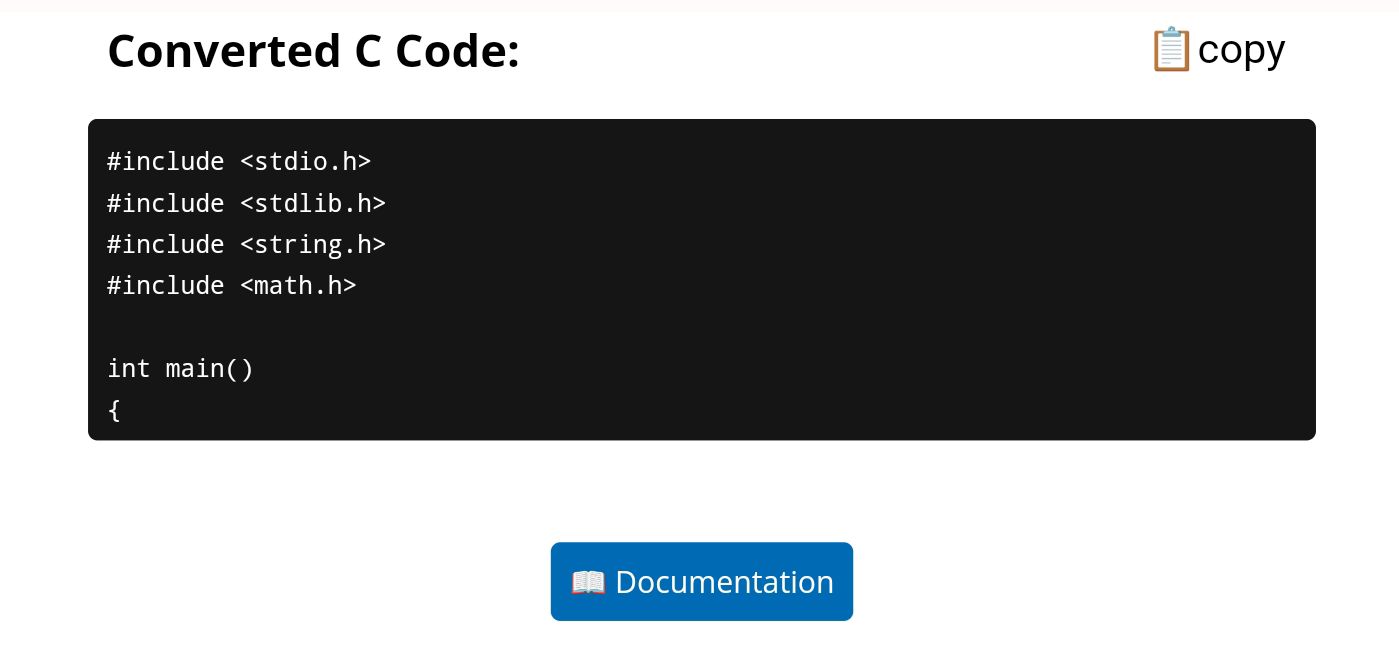 Converted C Code:
📋copy
#include <stdio.h>
#include <stdlib.h>
#include <string.h>
#include <math.h>
int main()
{
📖 Documentation